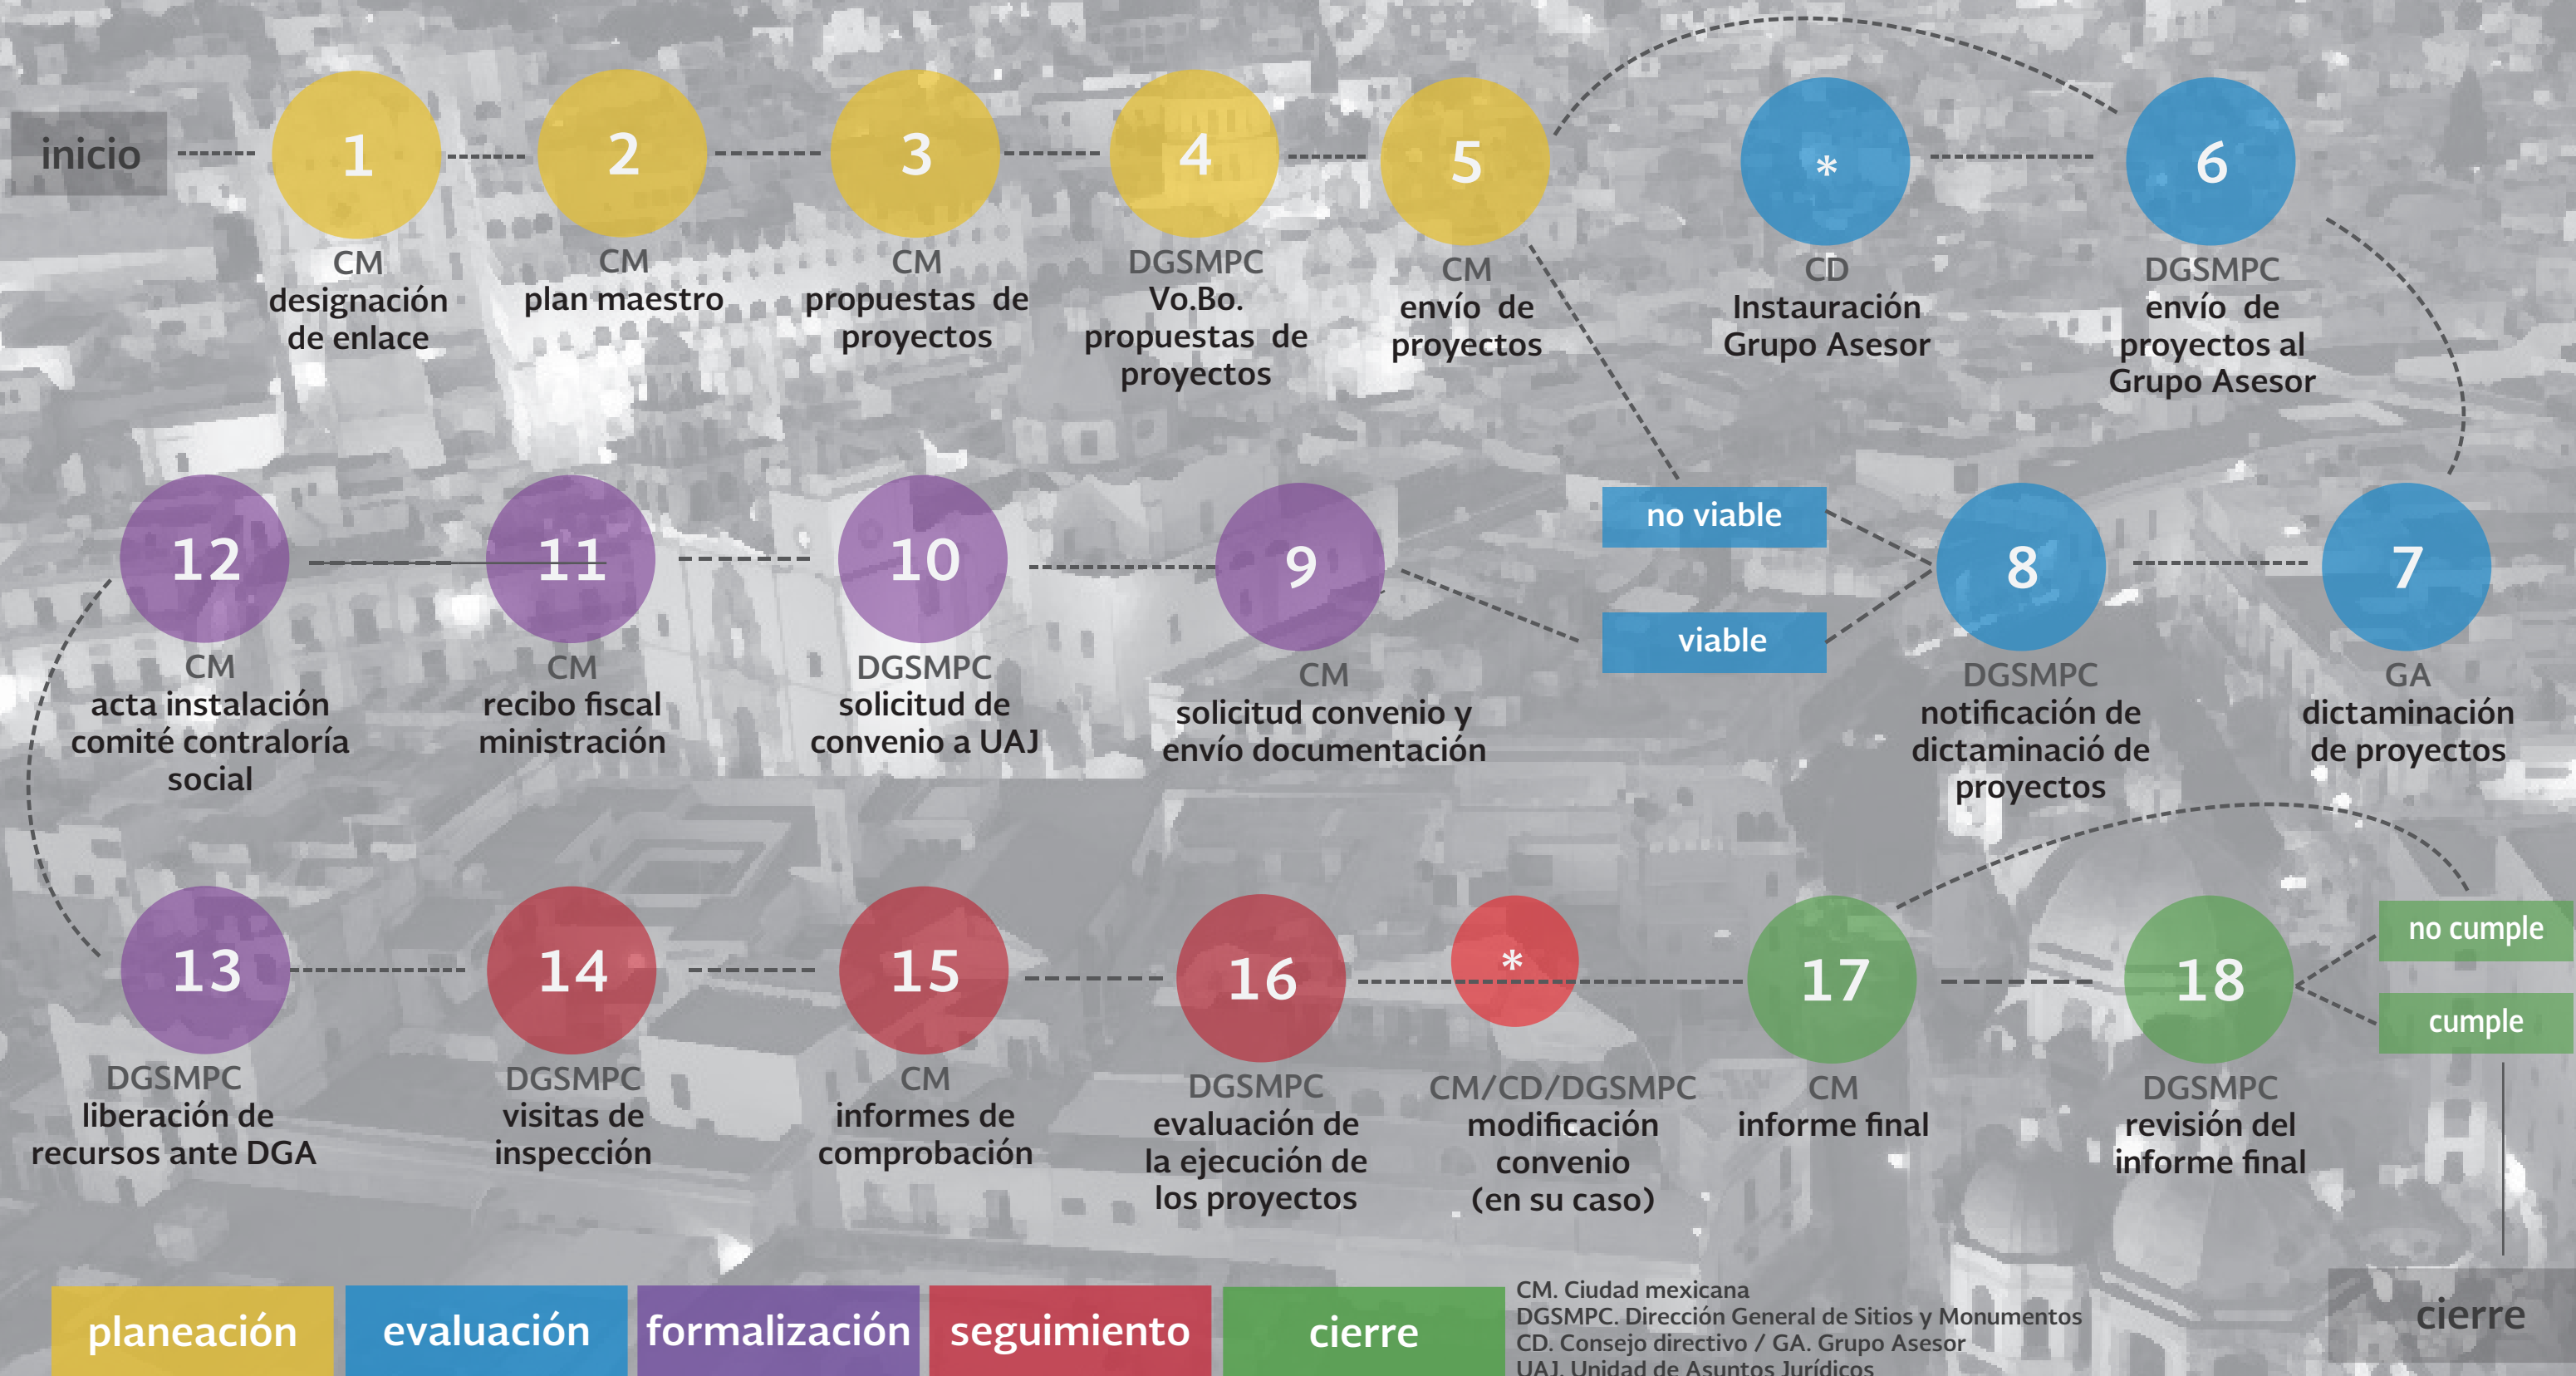 inicio
1
CM
designación
de enlace
2
CM
plan maestro
3
CM
propuestas de
proyectos
4
DGSMPC
Vo.Bo.
propuestas de
proyectos
5
CM
envío de
proyectos
*
CD
Instauración
Grupo Asesor
6
DGSMPC
envío de
proyectos al
Grupo Asesor
12
CM
acta instalación
comité contraloría
social
11
CM
recibo fiscal
ministración
10
DGSMPC
solicitud de
convenio a UAJ
9
CM
solicitud convenio y
envío documentación
no viable
viable
8
DGSMPC
notificación de
dictaminació de
proyectos
7
GA
dictaminación
de proyectos
13
DGSMPC
liberación de
recursos ante DGA
14
DGSMPC
visitas de
inspección
15
CM
informes de
comprobación
16
DGSMPC
evaluación de
la ejecución de
los proyectos
*
CM/CD/DGSMPC
modificación
convenio
(en su caso)
17
CM
informe final
18
DGSMPC
revisión del
informe final
no cumple
cumple
planeación
evaluación
formalización
seguimiento
cierre
CM. Ciudad mexicana
DGSMPC. Dirección General de Sitios y Monumentos
CD. Consejo directivo / GA. Grupo Asesor
UAJ. Unidad de Asuntos Jurídicos
cierre